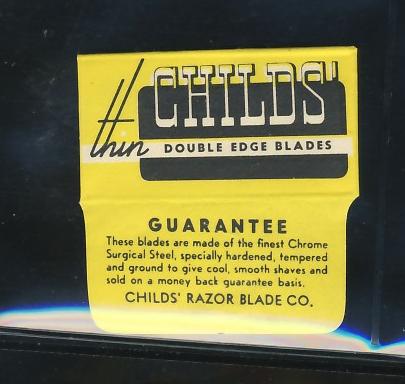 CHILDS'
thin DOUBLE EDGE BLADES
GUARANTEE
These blades are made of the finest Chrome
Surgical Steel, specially hardened, tempered
and ground to give cool, smooth shaves and
sold on a money back guarantee basis.
CHILDS' RAZOR BLADE CO.